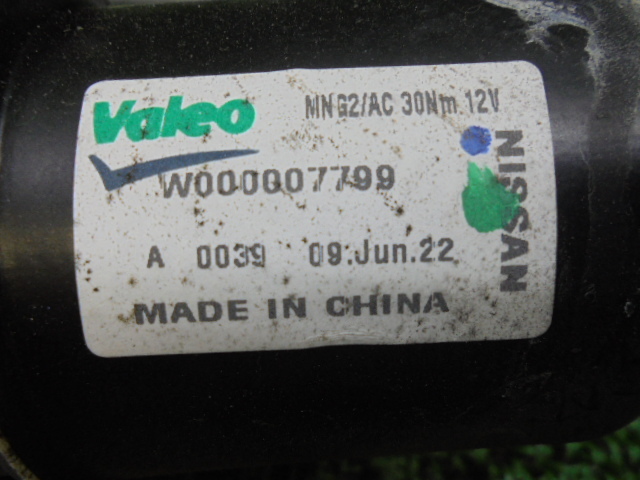 Valeo MNG2/AC 30Nm 12V
W000007799
A 0039 09.Jun.22
MADE IN CHINA
NISSAN